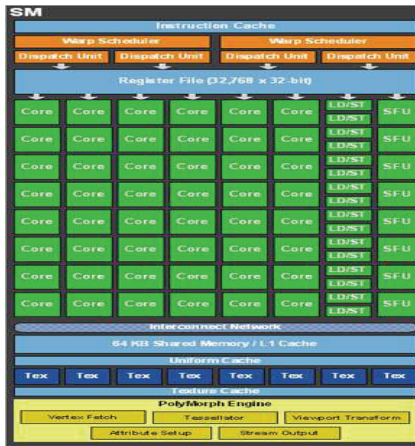 SM
Instruction Cache
Warp Scheduler Warp Scheduler
Dispatch Unit Dispatch Unit Dispatch Unit Dispatch Unit
Register File (32,768 x 32-bit)
Core Core Core Core Core Core LD/ST SFU
LD/ST
Core Core Core Core Core Core LD/ST SFU
LD/ST
Core Core Core Core Core Core LD/ST SFU
LD/ST
Core Core Core Core Core Core LD/ST SFU
LD/ST
Core Core Core Core Core Core LD/ST SFU
LD/ST
Core Core Core Core Core Core LD/ST SFU
LD/ST
Core Core Core Core Core Core LD/ST SFU
LD/ST
Core Core Core Core Core Core LD/ST SFU
LD/ST
Interconnect Network
64 KB Shared Memory / L1 Cache
Uniform Cache
Tex Tex Tex Tex Tex Tex Tex Tex
Texture Cache
PolyMorph Engine
Vertex Fetch Tessellator Viewport Transform
Attribute Setup Stream Output